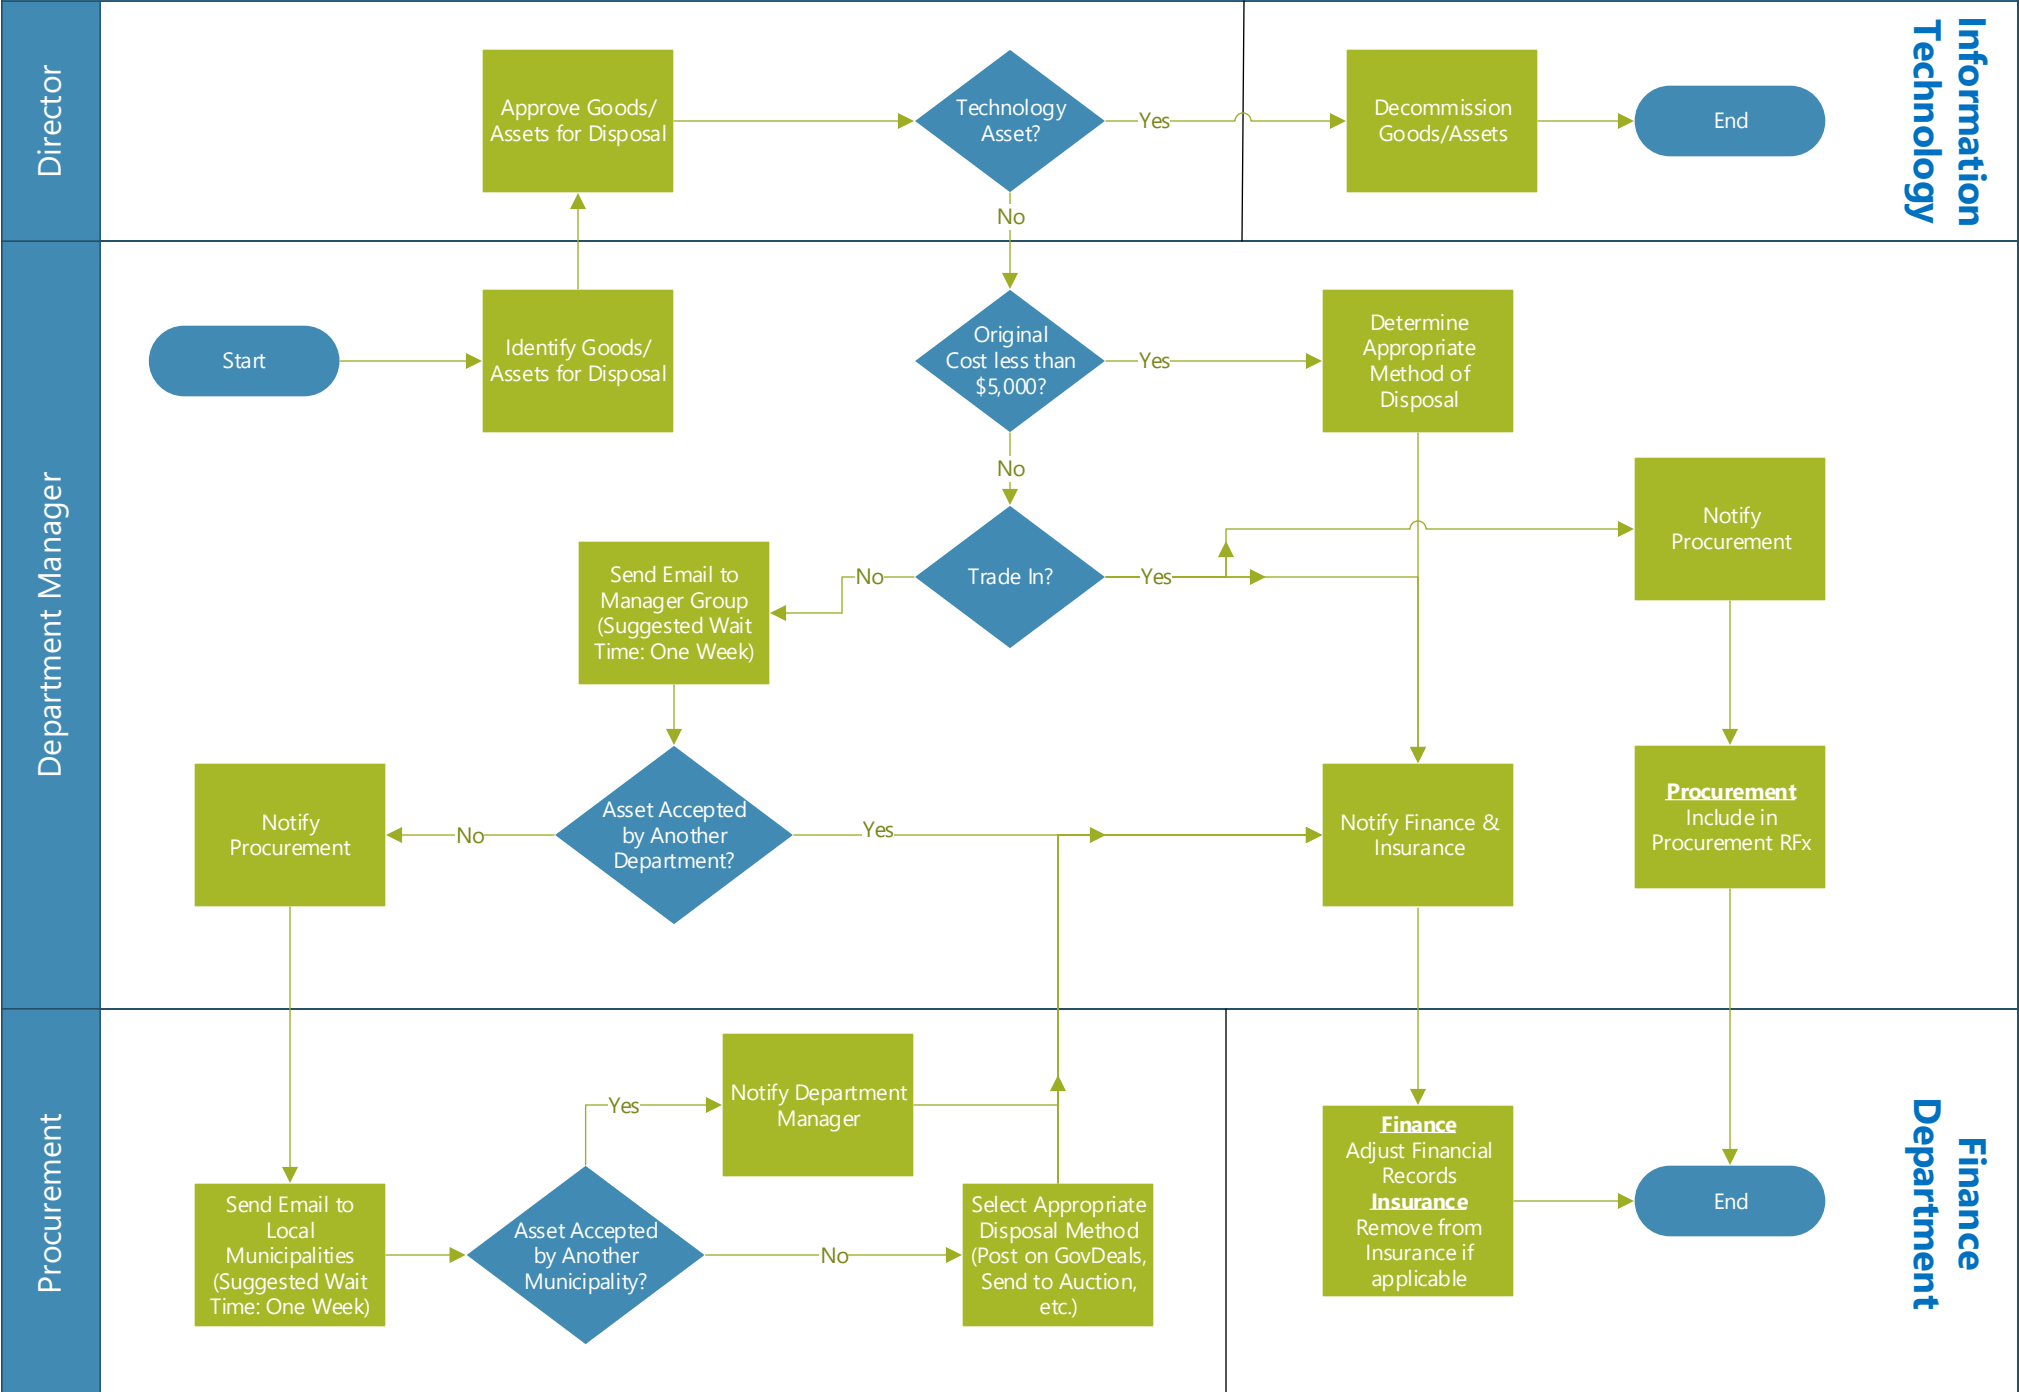 Director
Approve Goods/
Assets for Disposal
Technology
Asset?
Yes
Decommission
Goods/Assets
End
Information
Technology
No
Department Manager
Start
Identify Goods/
Assets for Disposal
Original
Cost less than
$5,000?
Yes
Determine
Appropriate
Method of
Disposal
No
Notify
Procurement
Send Email to
Manager Group
(Suggested Wait
Time: One Week)
No
Trade In?
Yes
Notify
Procurement
No
Asset Accepted
by Another
Department?
Yes
Notify Finance &
Insurance
Procurement
Include in
Procurement RFx
Procurement
Yes
Notify Department
Manager
Send Email to
Local
Municipalities
(Suggested Wait
Time: One Week)
Asset Accepted
by Another
Municipality?
No
Select Appropriate
Disposal Method
(Post on GovDeals,
Send to Auction,
etc.)
Finance
Adjust Financial
Records
Insurance
Remove from
Insurance if
applicable
End
Finance
Department